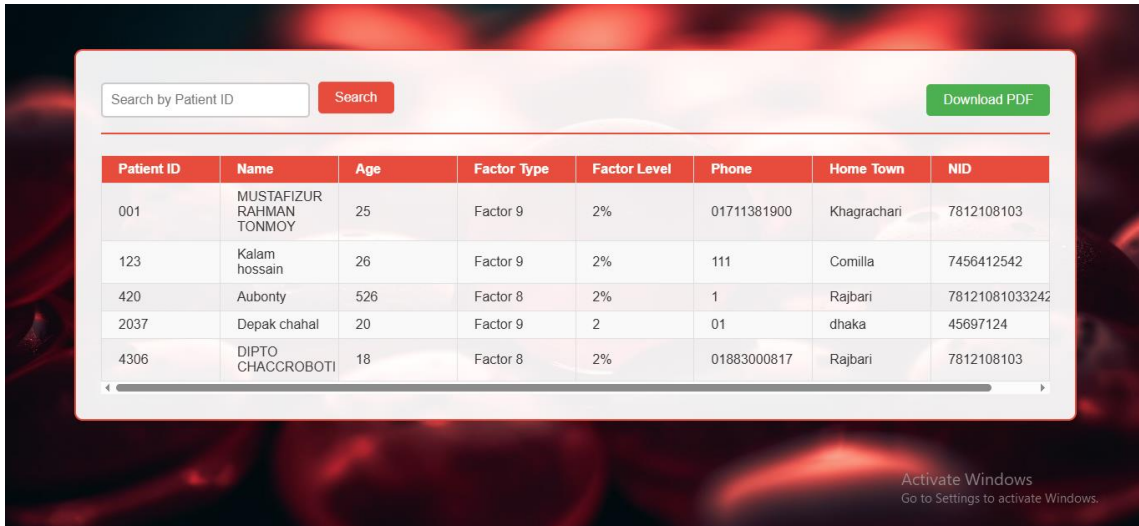 Search by Patient ID Search Download PDF
Patient ID Name Age Factor Type Factor Level Phone Home Town NID
001 MUSTAFIZUR RAHMAN TONMOY 25 Factor 9 2% 01711381900 Khagrachari 7812108103
123 Kalam hossain 26 Factor 9 2% 111 Comilla 7456412542
420 Aubonty 526 Factor 8 2% 1 Rajbari 78121081033242
2037 Depak chahal 20 Factor 9 2 01 dhaka 45697124
4306 DIPTO CHACCROBOTI 18 Factor 8 2% 01883000817 Rajbari 7812108103
Activate Windows
Go to Settings to activate Windows.